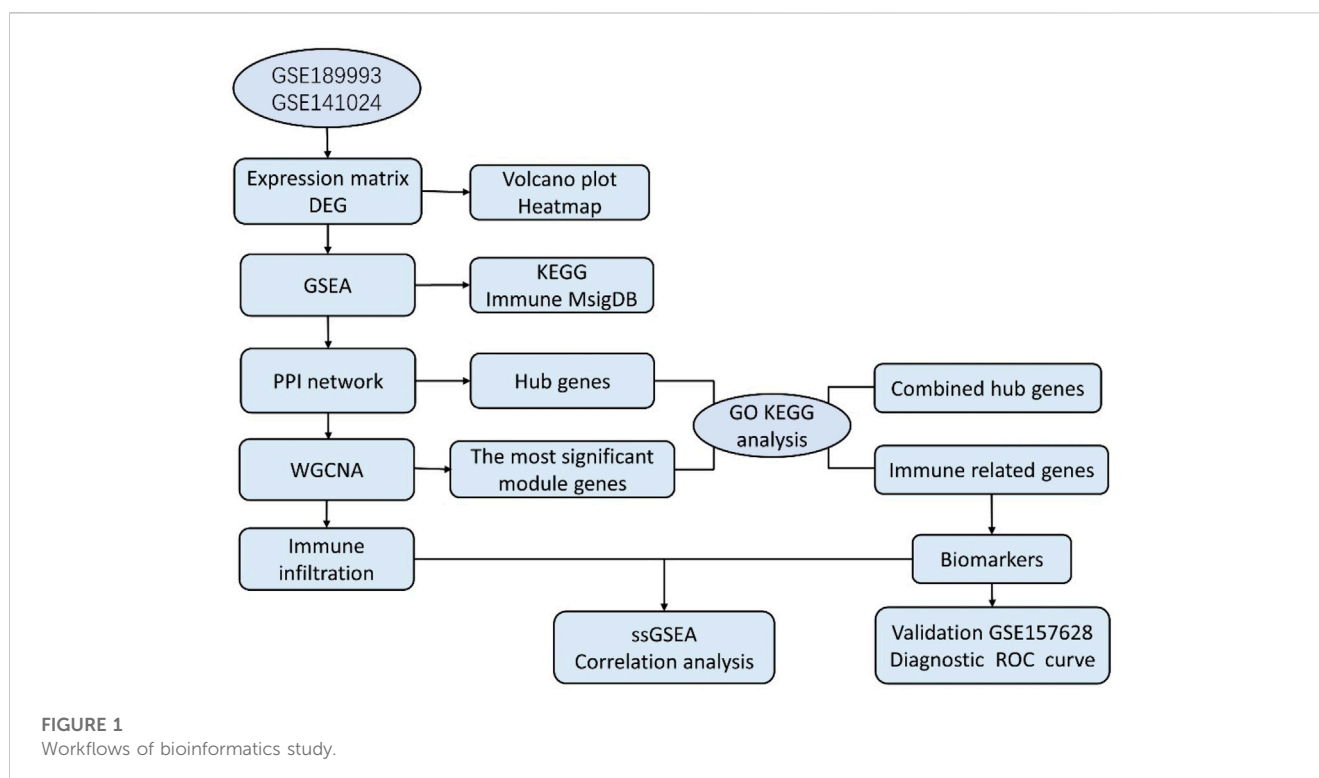 GSE189993
GSE141024
Expression matrix
DEG
Volcano plot
Heatmap
GSEA
KEGG
Immune MsigDB
PPI network
Hub genes
GO KEGG
analysis
Combined hub genes
WGCNA
The most significant
module genes
Immune related genes
Immune
infiltration
Biomarkers
ssGSEA
Correlation analysis
Validation GSE157628
Diagnostic ROC curve
FIGURE 1
Workflows of bioinformatics study.